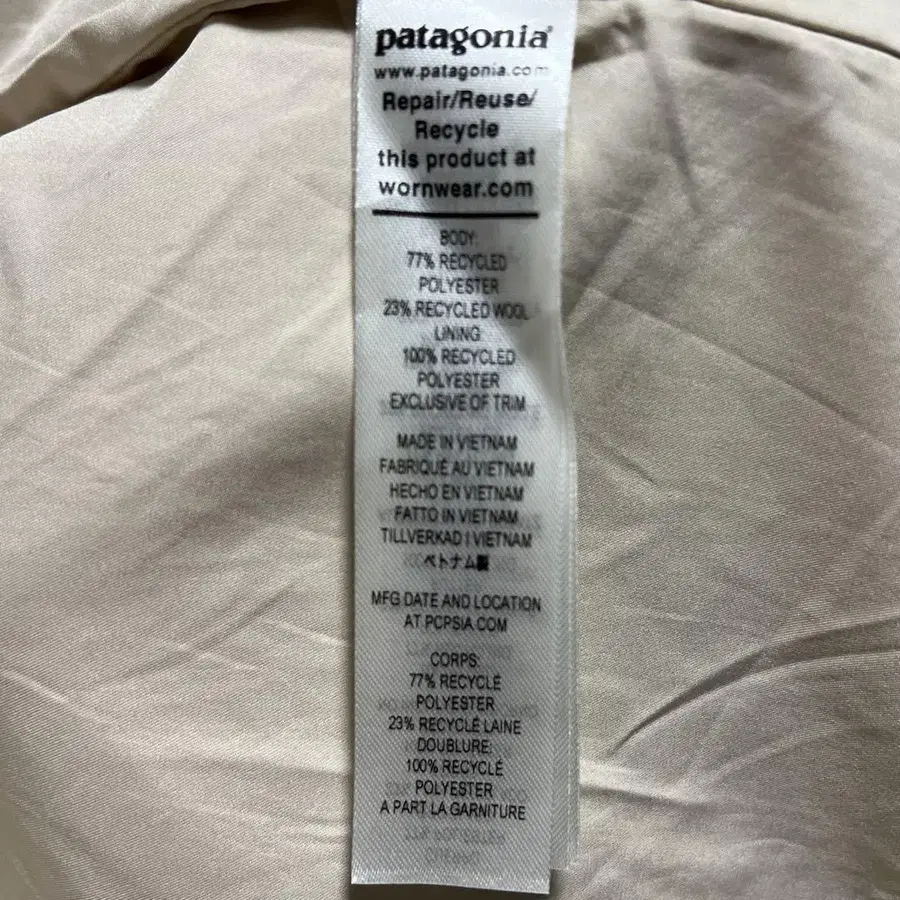 patagonia®
www.patagonia.com
Repair/Reuse/
Recycle
this product at
wornwear.com
BODY:
77% RECYCLED
POLYESTER
23% RECYCLED WOOL
LINING:
100% RECYCLED
POLYESTER
EXCLUSIVE OF TRIM
MADE IN VIETNAM
FABRIQUÉ AU VIETNAM
HECHO EN VIETNAM
FATTO IN VIETNAM
TILLVERKAD I VIETNAM
ベトナム製
MFG DATE AND LOCATION
AT PCPSIA.COM
CORPS:
77% RECYCLÉ
POLYESTER
23% RECYCLÉ LAINE
DOUBLURE:
100% RECYCLÉ
POLYESTER
A PART LA GARNITURE